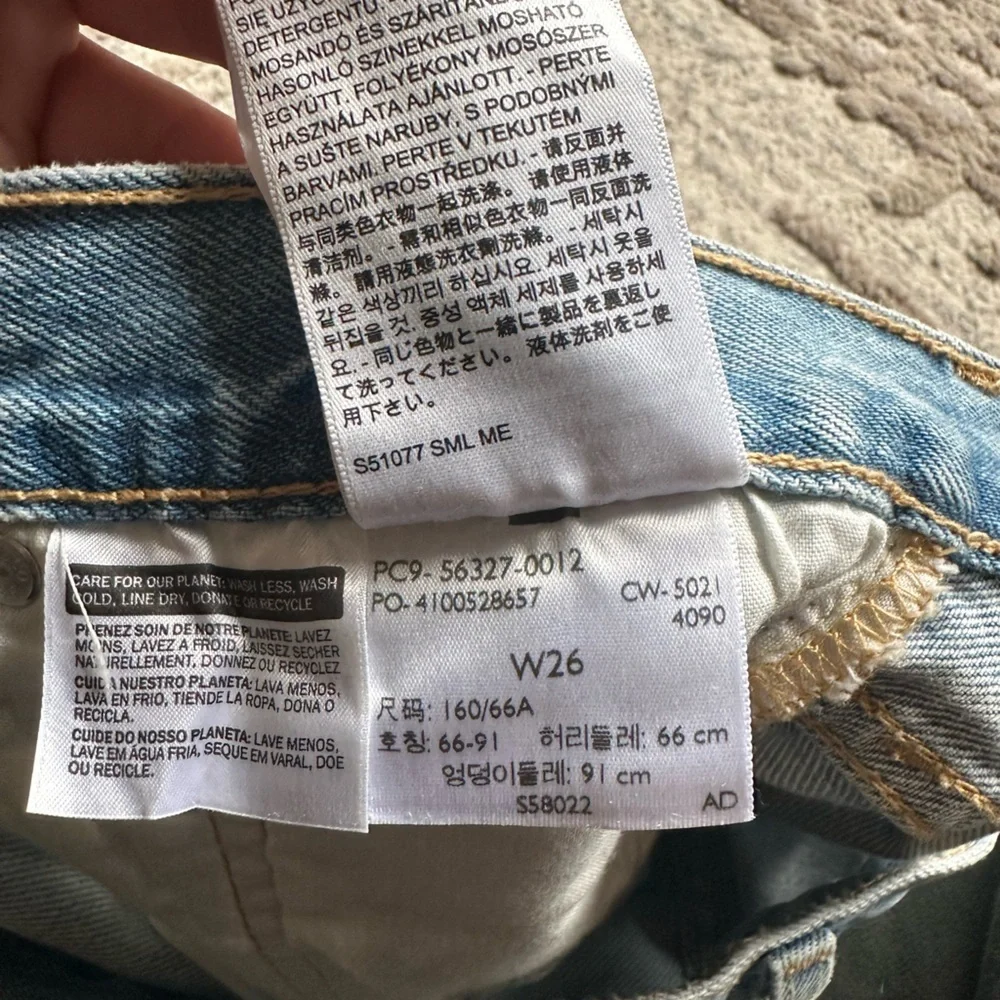 SIĘ UŻYC
DETERGENTU.
MOSANDÓ ÉS SZÁRÍTAN
HASONLÓ SZINEKKEL MOSHATÓ
EGYÜTT. FOLYÉKONY MOSÓSZER
HASZNÁLATA AJÁNLOTT. - PERTE
A SUŠTE NARUBY, S PODOBNÝMI
BARVAMI. PERTE V TEKUTÉM
PRACÍM PROSTŘEDKU. - 请反面并
与同类色衣物一起洗涤。 请使用液体
清洁剂。 - 需和相似色衣物一同反面洗
滌。 請用液態洗衣劑洗滌。 - 세탁시
같은 색상끼리 하십시요. 세탁시 옷을
뒤집을 것. 중성 액체 세제를 사용하세
요. - 同じ色物と一緒に製品を裏返し
て洗ってください。 液体洗剤をご使
用下さい。
S51077 SML ME
CARE FOR OUR PLANET: WASH LESS, WASH
COLD, LINE DRY, DONATE OR RECYCLE
PRENEZ SOIN DE NOTRE PLANETE: LAVEZ
MOINS, LAVEZ A FROID, LAISSEZ SECHER
NATURELLEMENT, DONNEZ OU RECYCLEZ
CUIDA NUESTRO PLANETA: LAVA MENOS,
LAVA EN FRIO, TIENDE LA ROPA, DONA O
RECICLA.
CUIDE DO NOSSO PLANETA: LAVE MENOS,
LAVE EM ÁGUA FRIA, SEQUE EM VARAL, DOE
OU RECICLE.
PC9- 56327-0012
PO- 4100528657 CW- 5021
4090
W26
尺码: 160/66A
호칭: 66-91 허리둘레: 66 cm
엉덩이둘레: 91 cm
S58022 AD